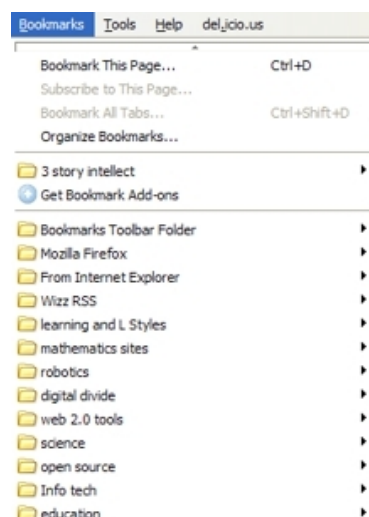 Bookmarks Tools Help del.icio.us
Bookmark This Page... Ctrl+D
Subscribe to This Page...
Bookmark All Tabs... Ctrl+Shift+D
Organize Bookmarks...
3 story intellect
Get Bookmark Add-ons
Bookmarks Toolbar Folder
Mozilla Firefox
From Internet Explorer
Wizz RSS
learning and L Styles
mathematics sites
robotics
digital divide
web 2.0 tools
science
open source
Info tech
education